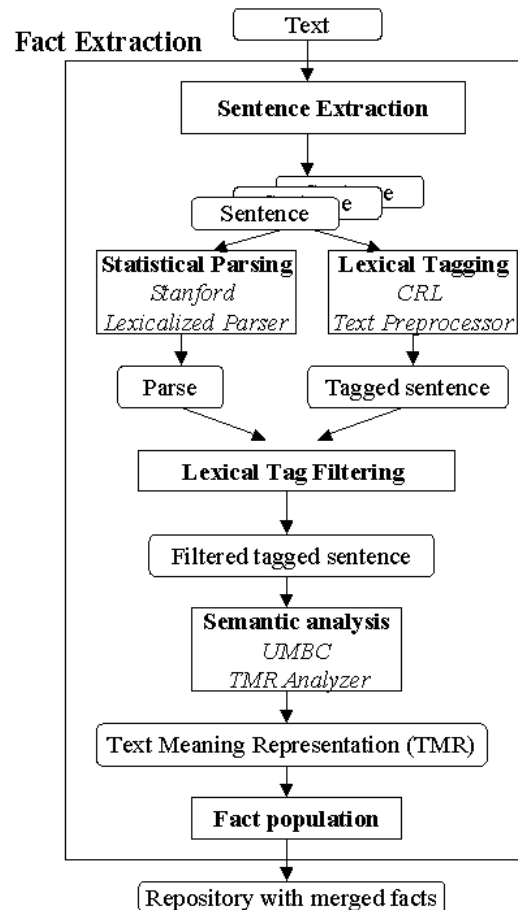 Text
Fact Extraction
Sentence Extraction
Sentence
Statistical Parsing
Stanford
Lexicalized Parser
Lexical Tagging
CRL
Text Preprocessor
Parse
Tagged sentence
Lexical Tag Filtering
Filtered tagged sentence
Semantic analysis
UMBC
TMR Analyzer
Text Meaning Representation (TMR)
Fact population
Repository with merged facts